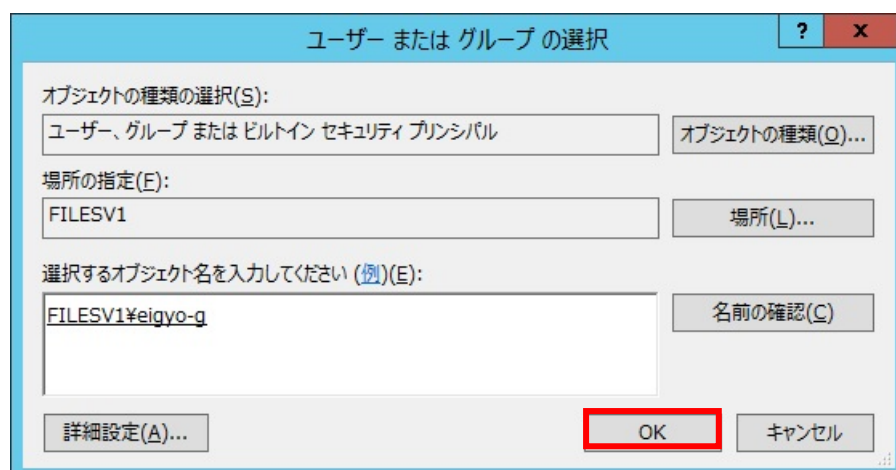 ユーザー または グループ の選択
? x
オブジェクトの種類の選択(S):
ユーザー、グループ または ビルトイン セキュリティ プリンシパル
オブジェクトの種類(O)...
場所の指定(F):
FILESV1
場所(L)...
選択するオブジェクト名を入力してください (例)(E):
FILESV1¥eigyo-g
名前の確認(C)
詳細設定(A)...
OK
キャンセル